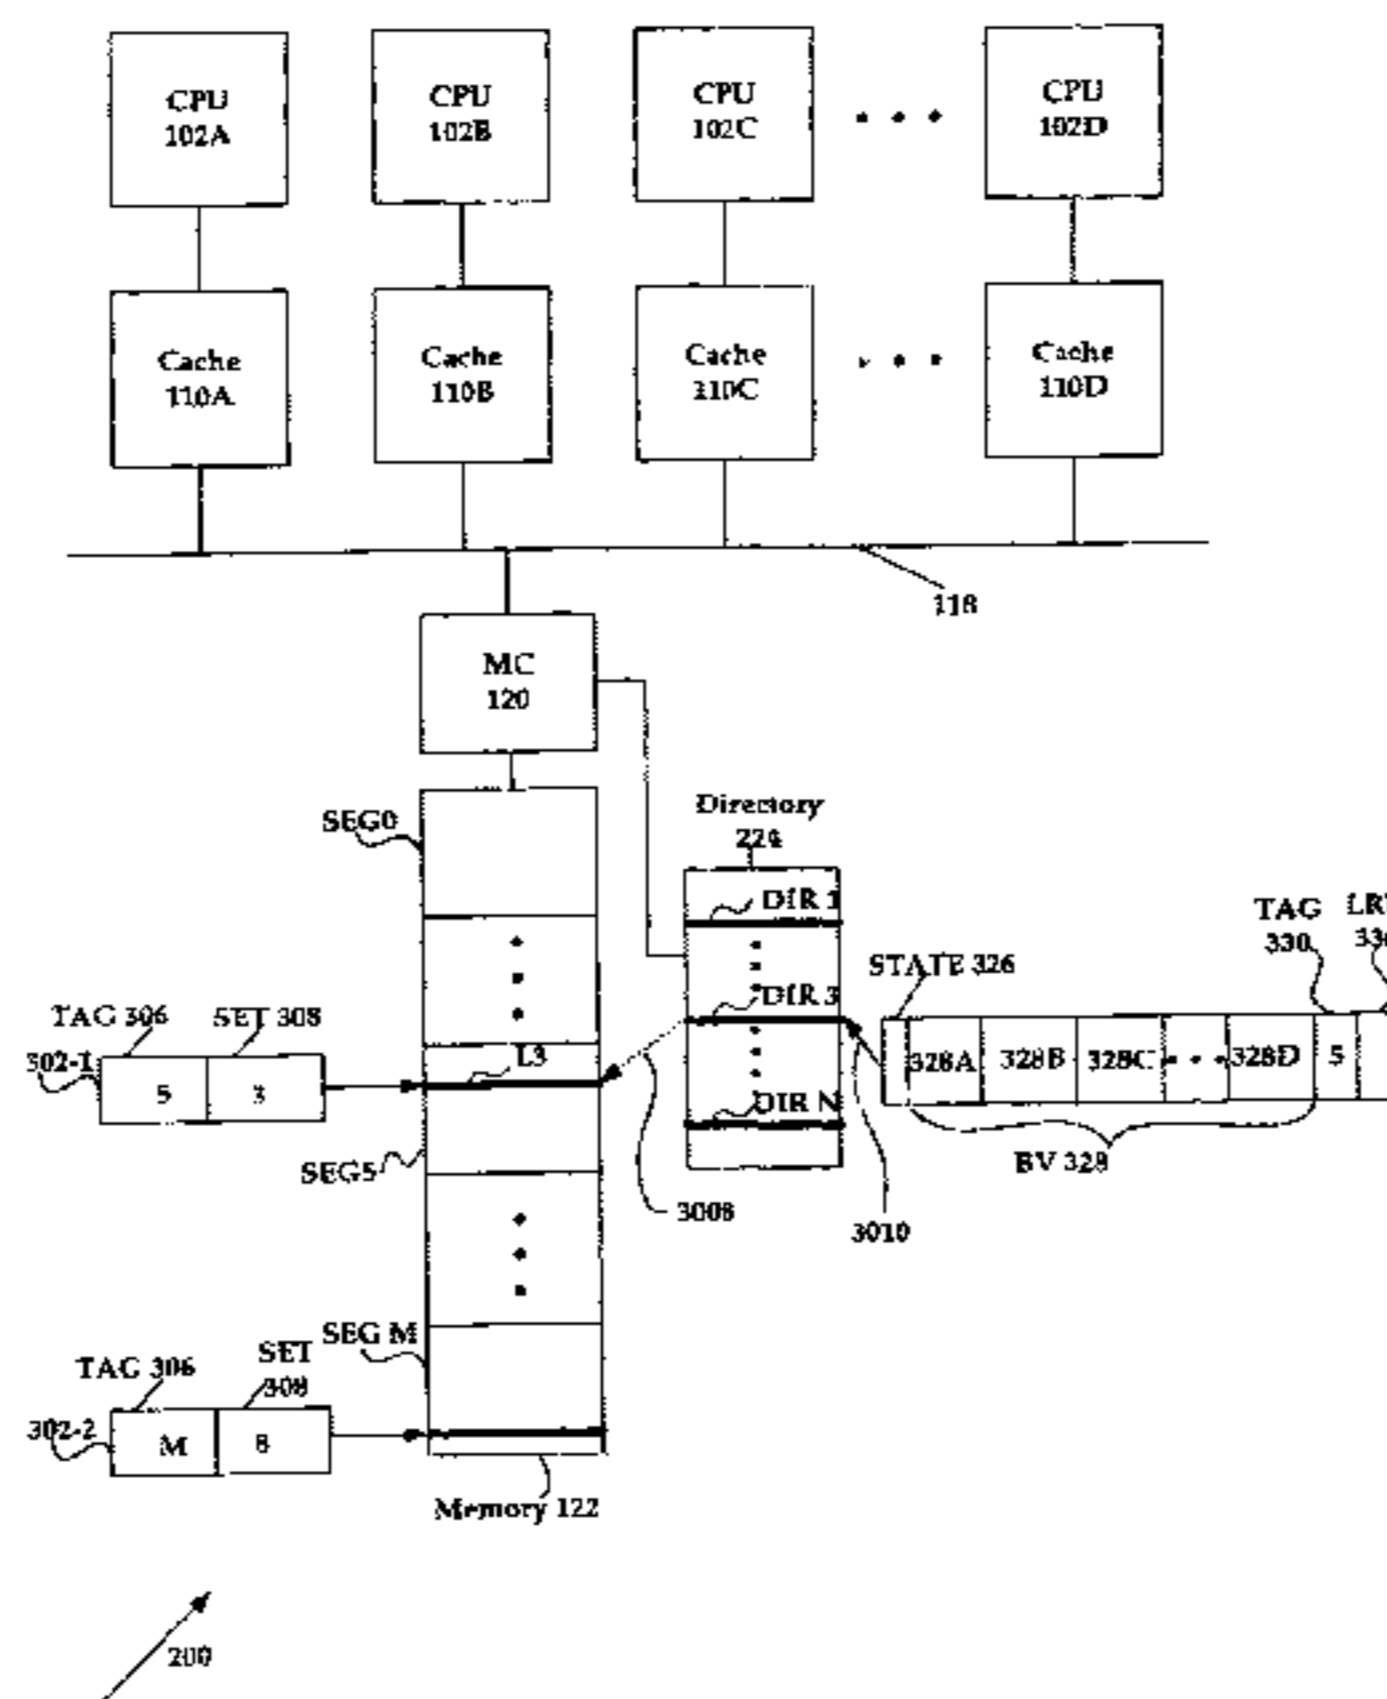 CPU
102A
CPU
102B
CPU
102C
CPU
102D
Cache
110A
Cache
110B
Cache
110C
Cache
110D
118
MC
120
SEG0
Directory
224
DIR 1
TAG
330
STATE 326
DIR 3
TAG 306
SET 308
302-1
5
3
L3
328A
328B
328C
328D
5
DIR N
BV 328
SEG5
3008
3010
SEG M
TAG 306
SET
308
302-2
M
8
Memory 122
200